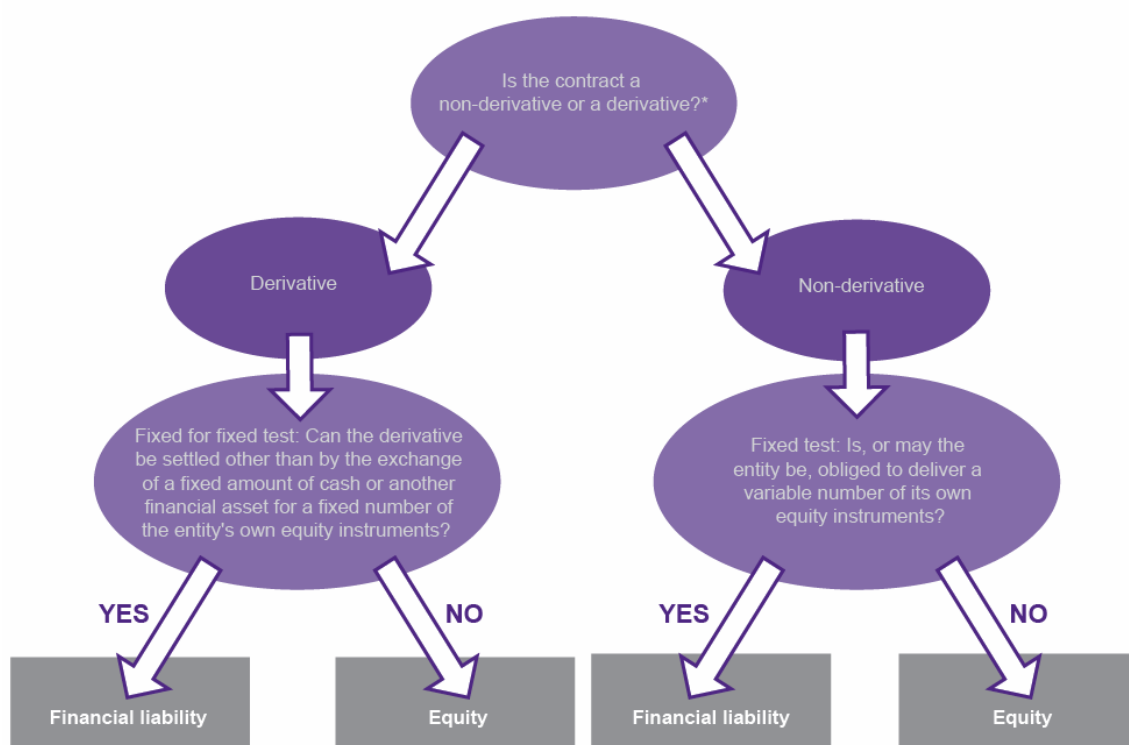 Is the contract a
non-derivative or a derivative?*
Derivative
Non-derivative
Fixed for fixed test: Can the derivative
be settled other than by the exchange
of a fixed amount of cash or another
financial asset for a fixed number of
the entity's own equity instruments?
Fixed test: Is, or may the
entity be, obliged to deliver a
variable number of its own
equity instruments?
YES
NO
YES
NO
Financial liability
Equity
Financial liability
Equity